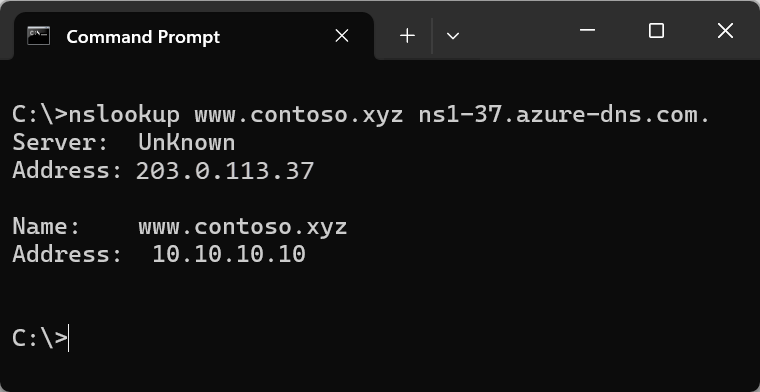 Command Prompt
C:\>nslookup www.contoso.xyz ns1-37.azure-dns.com.
Server:  UnKnown
Address: 203.0.113.37
Name:    www.contoso.xyz
Address:  10.10.10.10
C:\>